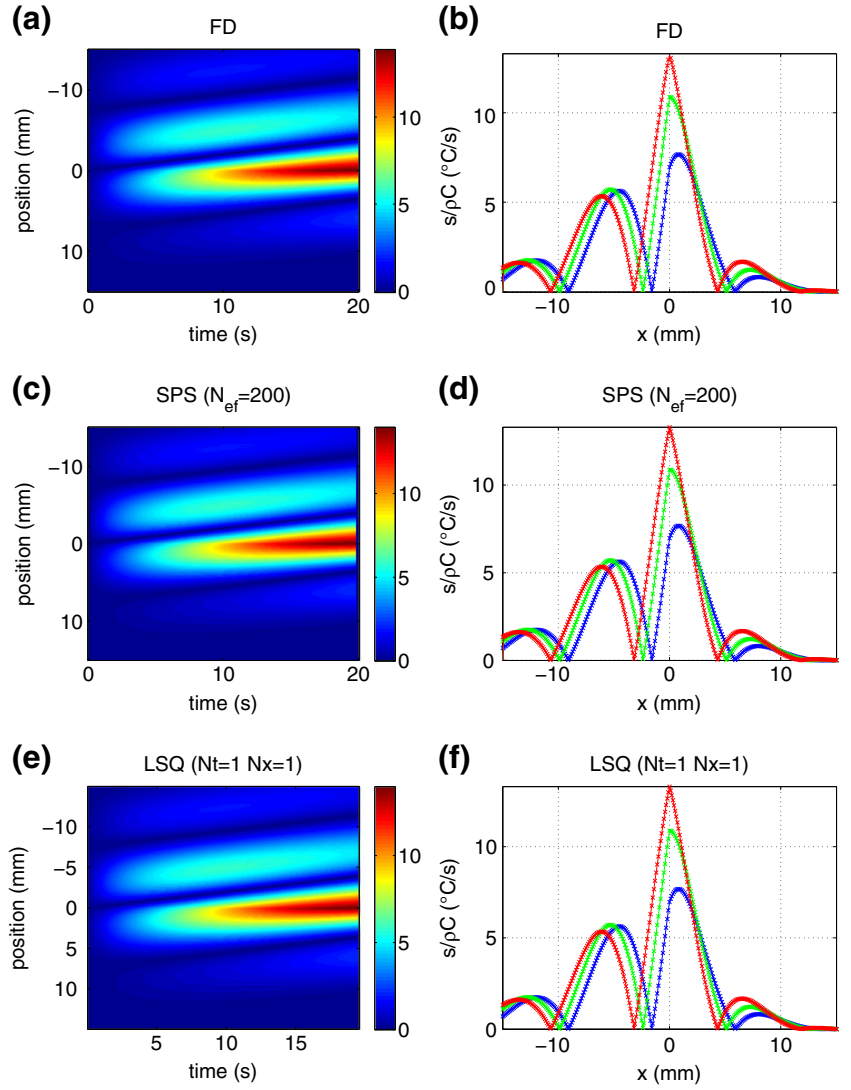 (a)
FD
position (mm)
−10
0
10
0
10
20
time (s)
10
5
0
(b)
FD
s/ρC (°C/s)
10
5
0
−10
0
10
x (mm)
(c)
SPS (N_ef=200)
position (mm)
−10
0
10
0
10
20
time (s)
10
5
0
(d)
SPS (N_ef=200)
s/ρC (°C/s)
10
5
0
−10
0
10
x (mm)
(e)
LSQ (Nt=1 Nx=1)
position (mm)
−10
−5
0
5
10
5
10
15
time (s)
10
5
0
(f)
LSQ (Nt=1 Nx=1)
s/ρC (°C/s)
10
5
0
−10
0
10
x (mm)